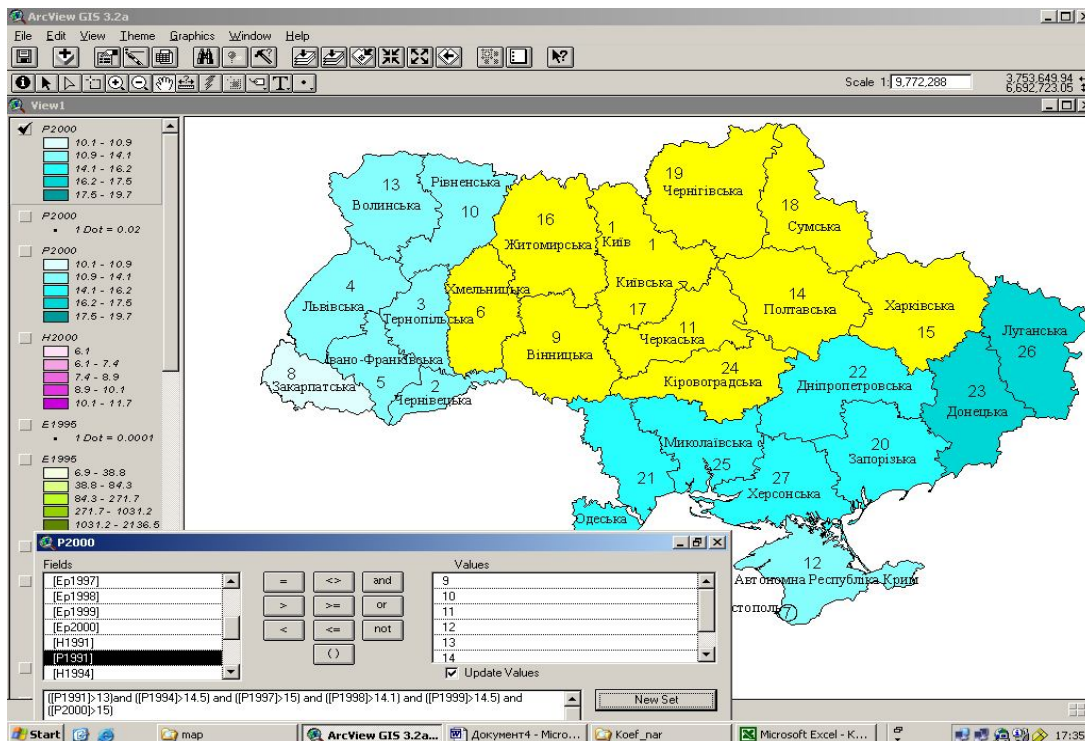 ArcView GIS 3.2a
File Edit View Theme Graphics Window Help
Scale 1: 9,772,288
3,753,649.94
6,692,723.05
View1
P2000
10.1 - 10.9
10.9 - 14.1
14.1 - 16.2
16.2 - 17.5
17.5 - 19.7
P2000
1 Dot = 0.02
P2000
10.1 - 10.9
10.9 - 14.1
14.1 - 16.2
16.2 - 17.5
17.5 - 19.7
H2000
6.1
6.1 - 7.4
7.4 - 8.9
8.9 - 10.1
10.1 - 11.7
E1995
1 Dot = 0.0001
E1995
6.9 - 38.8
38.8 - 84.3
84.3 - 271.7
271.7 - 1031.2
1031.2 - 2136.5
13
Волинська
Рівненська
10
16
Житомирська
1
Київ
1
Київська
19
Чернігівська
18
Сумська
4
Львівська
3
Тернопільська
Хмельницька
6
9
Вінницька
17
11
Черкаська
14
Полтавська
Харківська
15
Луганська
26
8
Закарпатська
Івано-Франківська
5
2
Чернівецька
24
Кіровоградська
22
Дніпропетровська
23
Донецька
Миколаївська
25
20
Запорізька
21
Одеська
27
Херсонська
12
Автономна Республіка Крим
стополь
7
P2000
Fields
[Ep1997]
[Ep1998]
[Ep1999]
[Ep2000]
[H1991]
[P1991]
[H1994]
= <> and
> >= or
< <= not
()
Values
9
10
11
12
13
14
Update Values
([P1991]>13)and ([P1994]>14.5) and ([P1997]>15) and ([P1998]>14.1) and ([P1999]>14.5) and
([P2000]>15)
New Set
Start
map
ArcView GIS 3.2a...
Документ4 - Micro...
Koef_nar
Microsoft Excel - K...
17:35